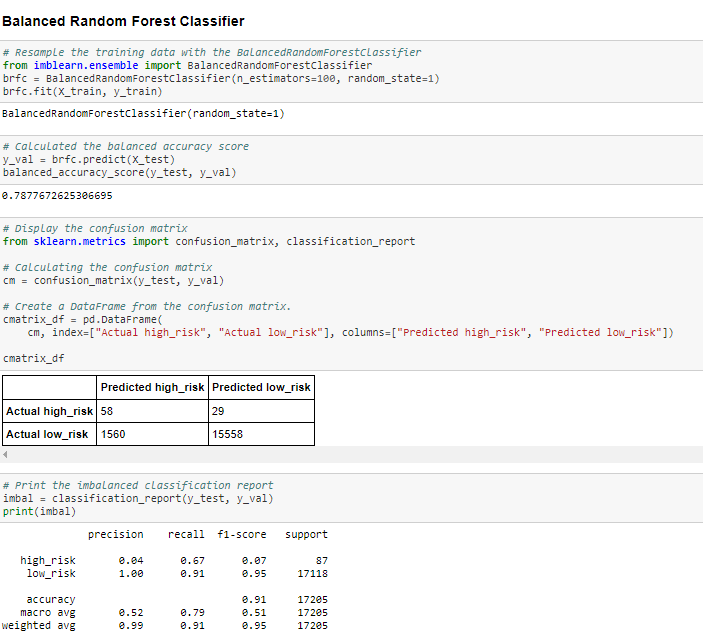 Balanced Random Forest Classifier
# Resample the training data with the BalancedRandomForestClassifier
from imblearn.ensemble import BalancedRandomForestClassifier
brfc = BalancedRandomForestClassifier(n_estimators=100, random_state=1)
brfc.fit(X_train, y_train)
BalancedRandomForestClassifier(random_state=1)
# Calculated the balanced accuracy score
y_val = brfc.predict(X_test)
balanced_accuracy_score(y_test, y_val)
0.7877672625306695
# Display the confusion matrix
from sklearn.metrics import confusion_matrix, classification_report
# Calculating the confusion matrix
cm = confusion_matrix(y_test, y_val)
# Create a DataFrame from the confusion matrix.
cmatrix_df = pd.DataFrame(
    cm, index=["Actual high_risk", "Actual low_risk"], columns=["Predicted high_risk", "Predicted low_risk"])
cmatrix_df
Predicted high_risk Predicted low_risk
Actual high_risk 58 29
Actual low_risk 1560 15558
# Print the imbalanced classification report
imbal = classification_report(y_test, y_val)
print(imbal)
precision recall f1-score support
high_risk 0.04 0.67 0.07 87
low_risk 1.00 0.91 0.95 17118
accuracy 0.91 17205
macro avg 0.52 0.79 0.51 17205
weighted avg 0.99 0.91 0.95 17205